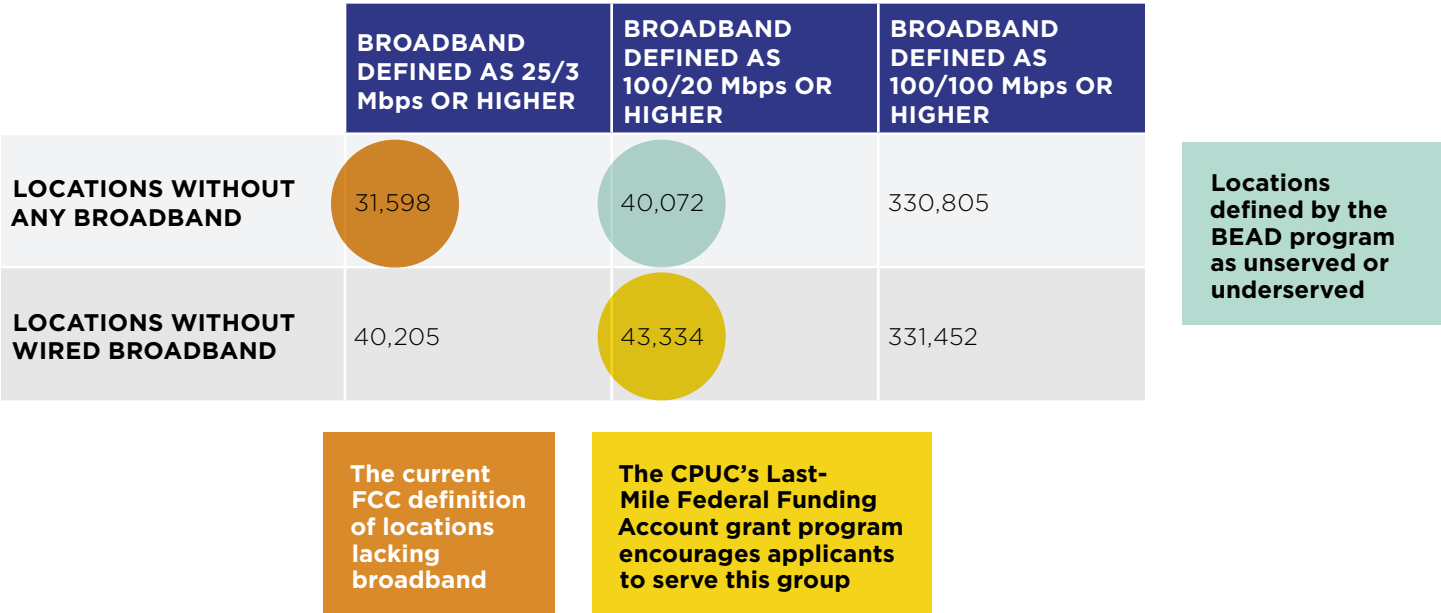 BROADBAND
DEFINED AS 25/3
Mbps OR HIGHER
BROADBAND
DEFINED AS
100/20 Mbps OR
HIGHER
BROADBAND
DEFINED AS
100/100 Mbps OR
HIGHER
LOCATIONS WITHOUT
ANY BROADBAND
31,598
40,072
330,805
LOCATIONS WITHOUT
WIRED BROADBAND
40,205
43,334
331,452
Locations
defined by the
BEAD program
as unserved or
underserved
The current
FCC definition
of locations
lacking
broadband
The CPUC’s Last-
Mile Federal Funding
Account grant program
encourages applicants
to serve this group